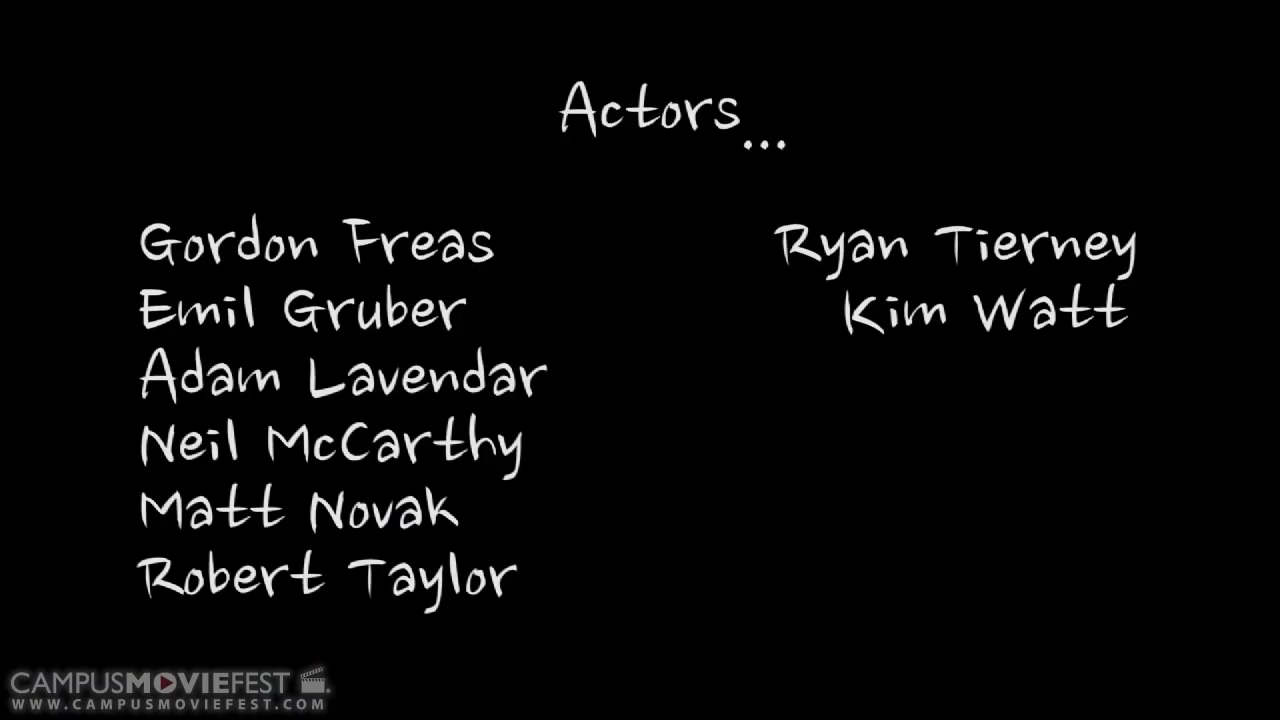 Actors...
Gordon Freas
Emil Gruber
Adam Lavendar
Neil McCarthy
Matt Novak
Robert Taylor
Ryan Tierney
Kim Watt
CAMPUSMOVIEFEST
WWW.CAMPUSMOVIEFEST.COM